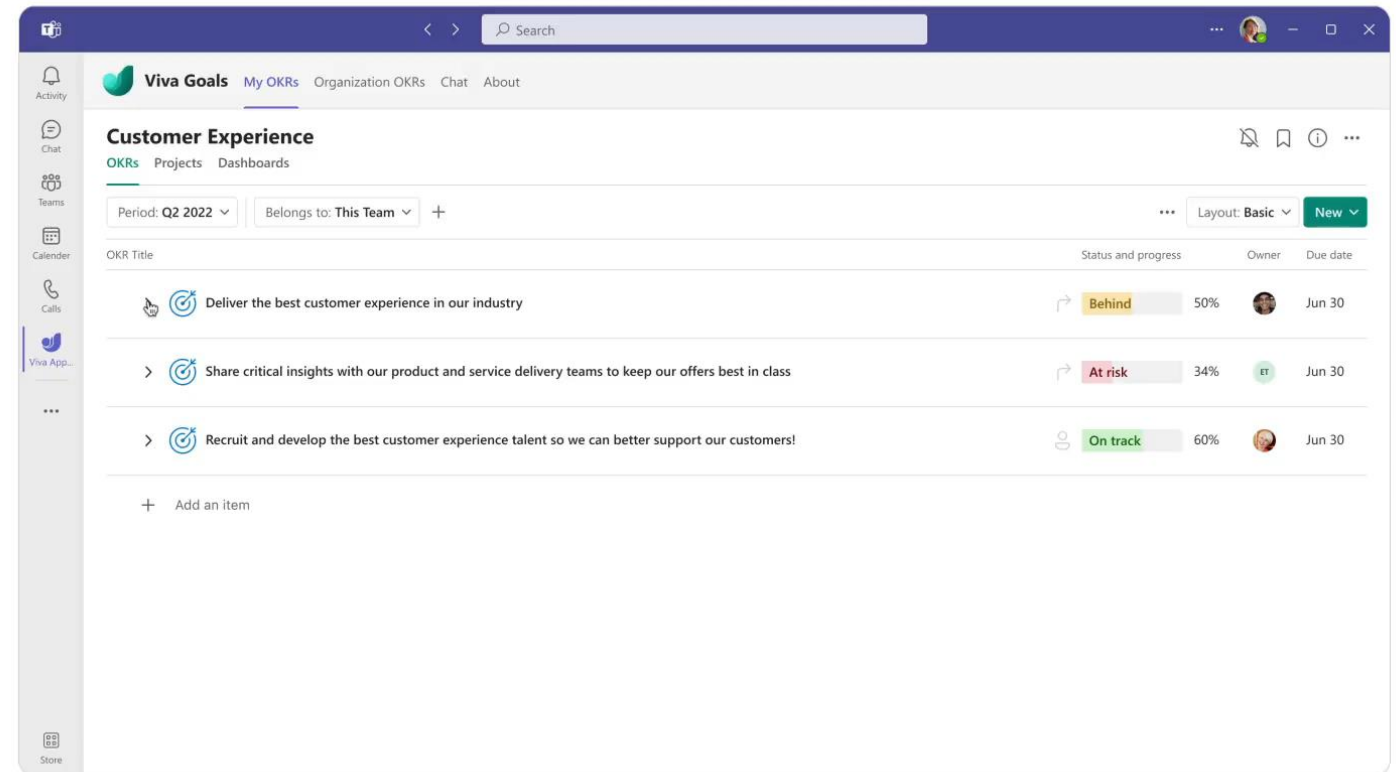 Search
Activity
Chat
Teams
Calender
Calls
Viva App...
Store
Viva Goals My OKRs Organization OKRs Chat About
Customer Experience
OKRs Projects Dashboards
Period: Q2 2022 Belongs to: This Team Layout: Basic New
OKR Title Status and progress Owner Due date
Deliver the best customer experience in our industry Behind 50% Jun 30
Share critical insights with our product and service delivery teams to keep our offers best in class At risk 34% ET Jun 30
Recruit and develop the best customer experience talent so we can better support our customers! On track 60% Jun 30
Add an item